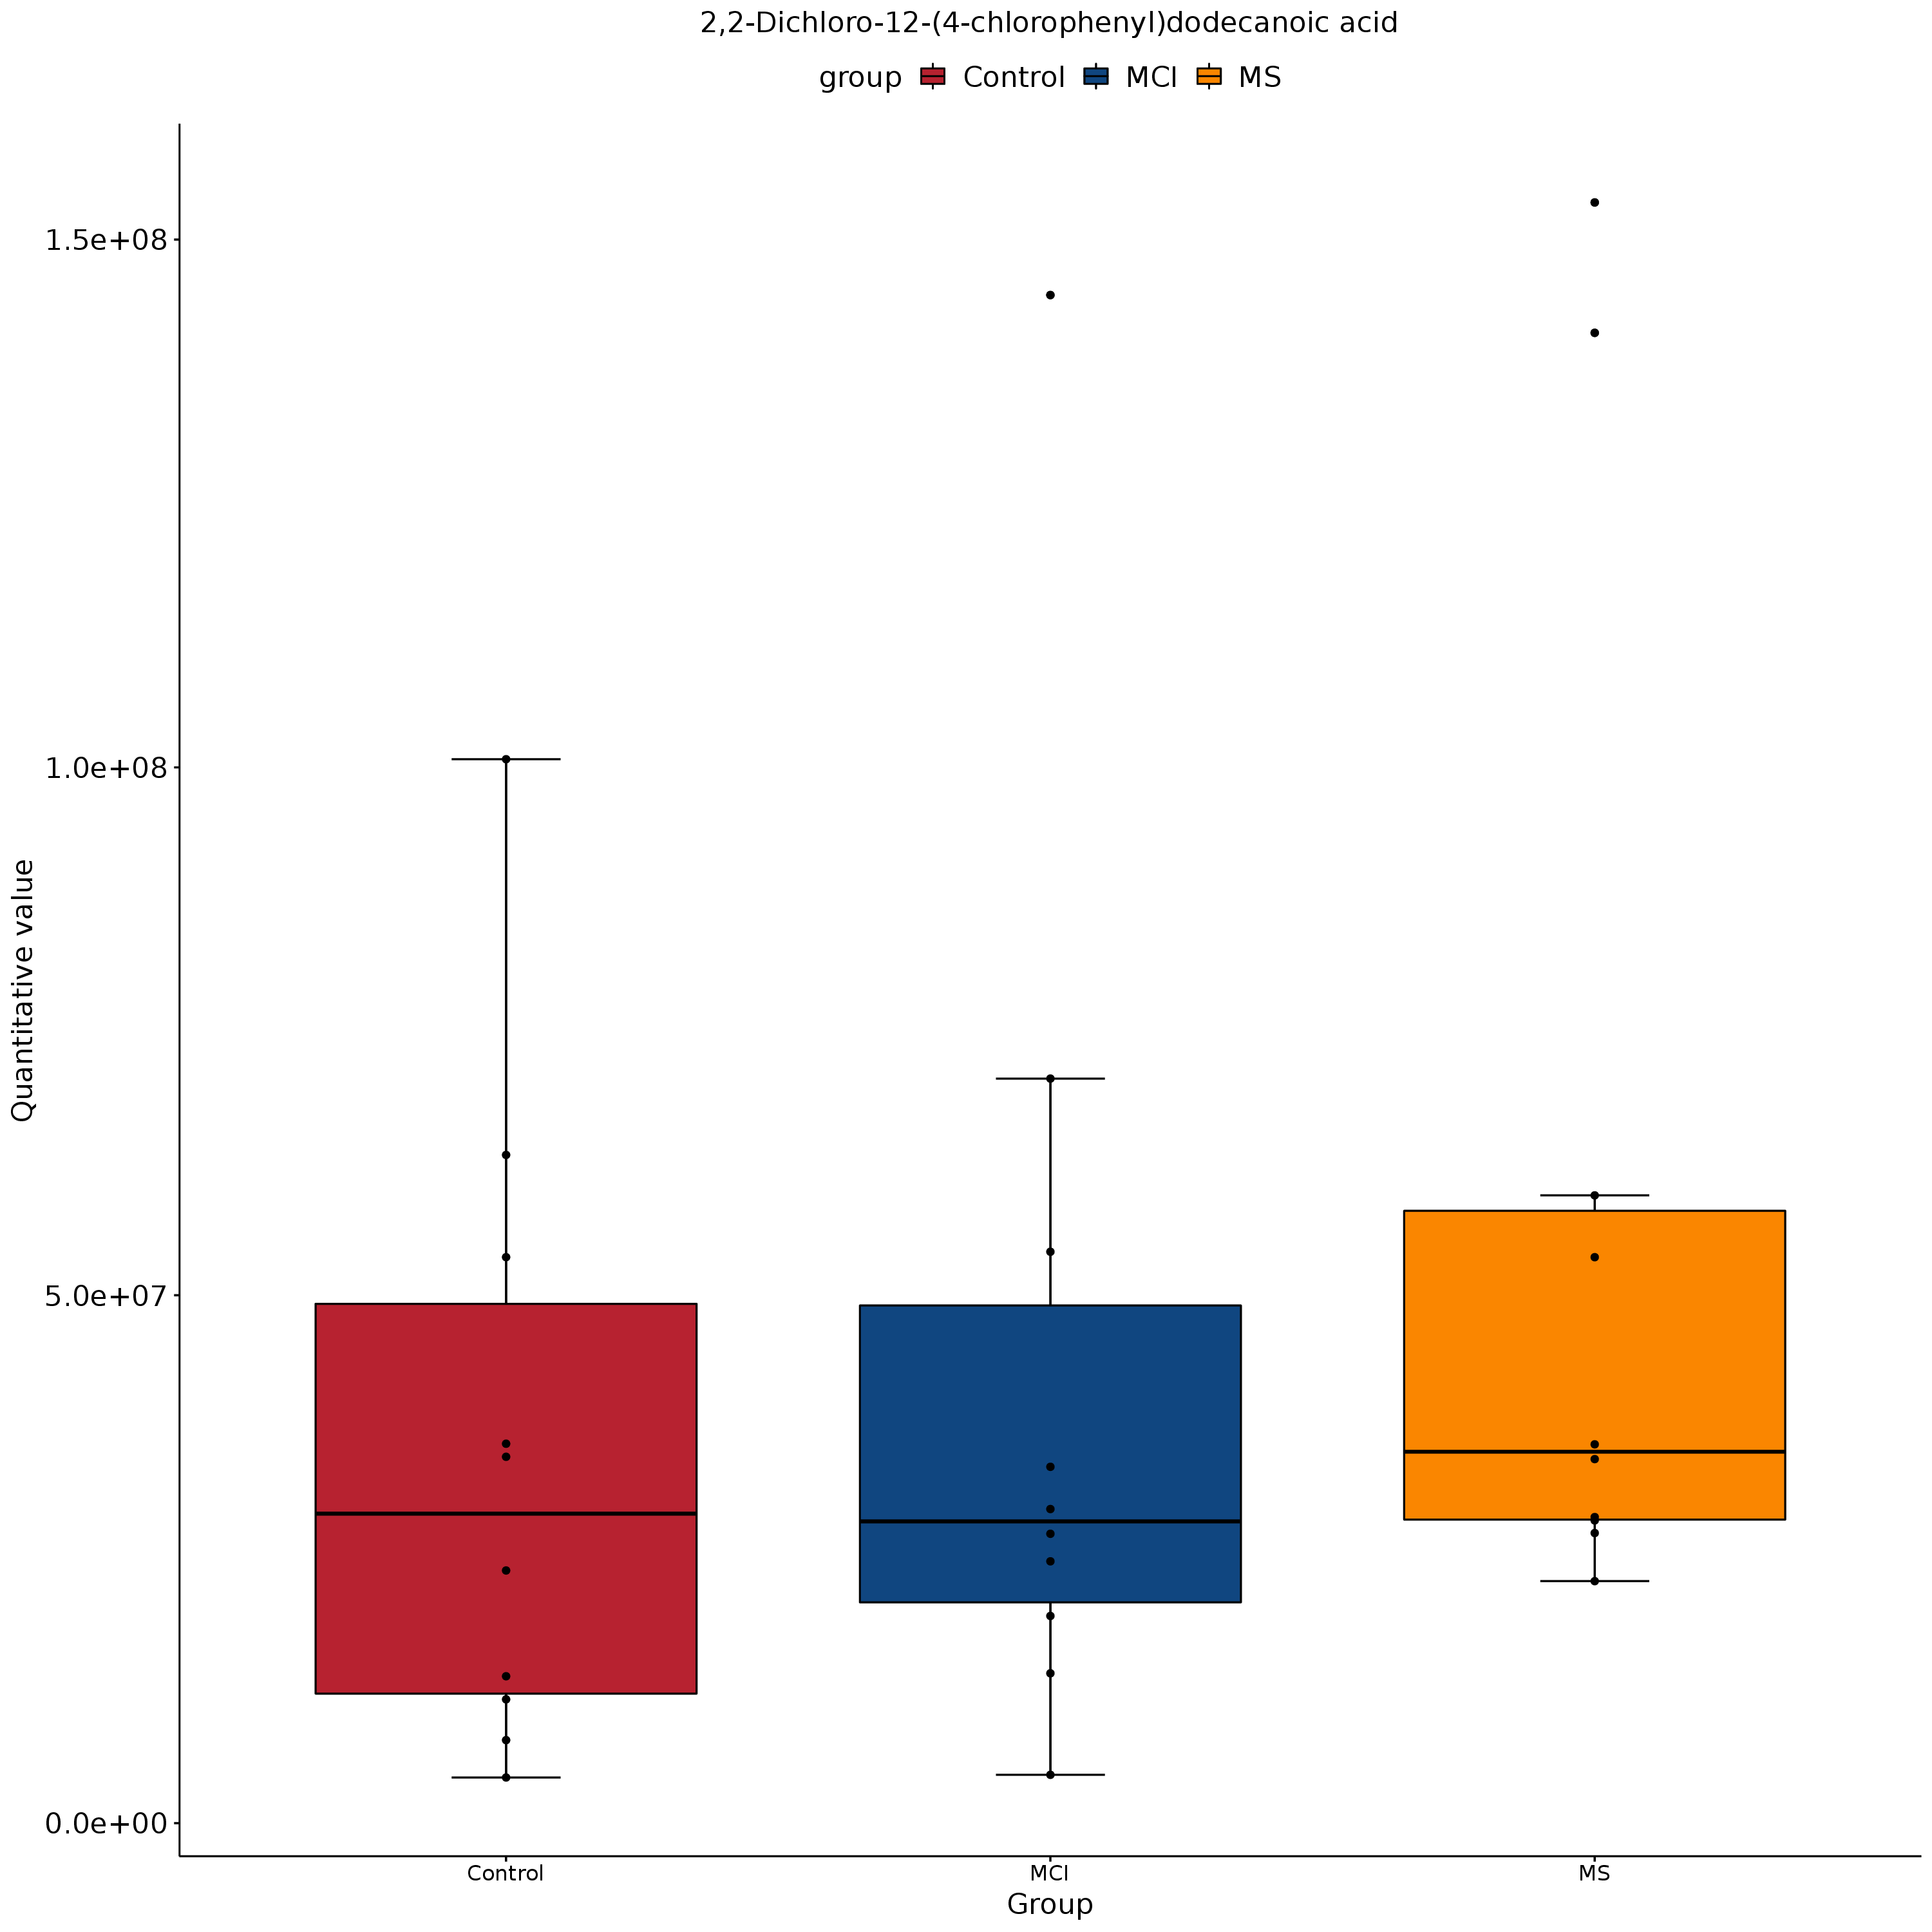 2,2-Dichloro-12-(4-chlorophenyl)dodecanoic acid
group Control MCI MS
1.5e+08
1.0e+08
5.0e+07
0.0e+00
Quantitative value
Control MCI MS
Group